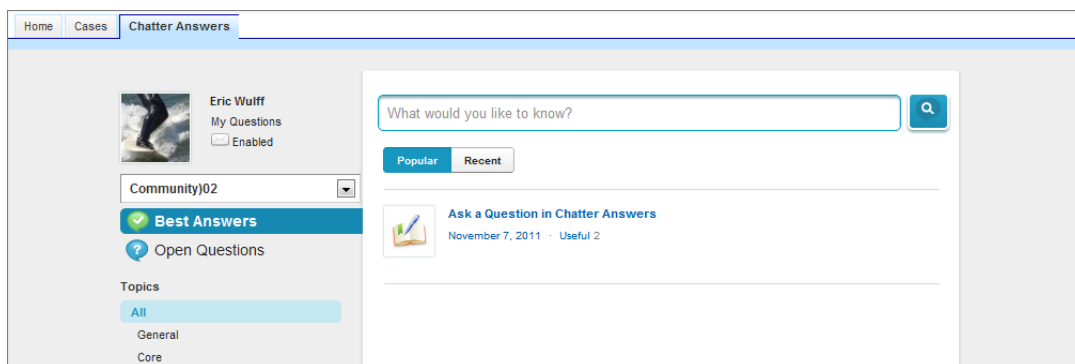 Home Cases Chatter Answers
Eric Wulff
My Questions
Enabled
Community)02
Best Answers
Open Questions
Topics
All
General
Core
What would you like to know?
Popular Recent
Ask a Question in Chatter Answers
November 7, 2011 · Useful 2